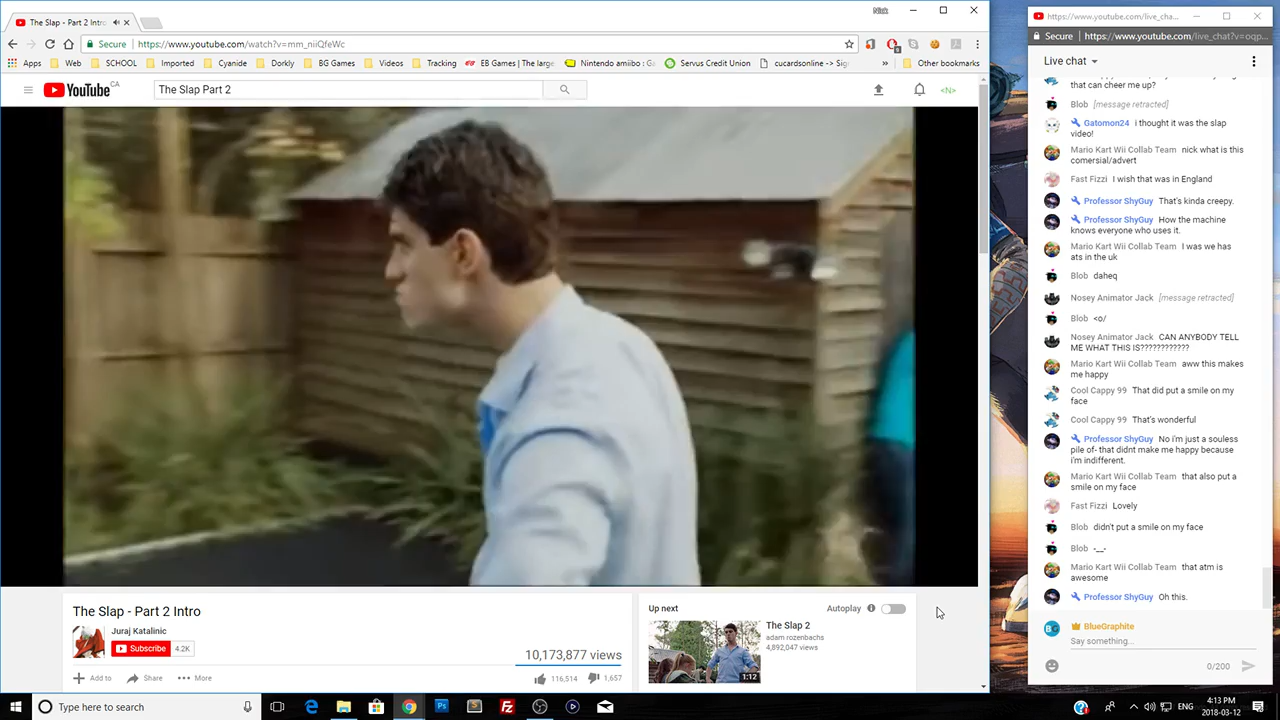 Nick
The Slap - Part 2 Intro
Secure https://www.youtube.com/watch?v=mm_niiQfeWc
Apps Web SCHOOL Imported Cyanide Dorkly BG Games Videos Tracking EB Games (The larg Nintendo amiibo : Ga Servus Credit Union cucardsonline -> Sign Other bookmarks
YouTube CA
The Slap Part 2
<N>
The Slap - Part 2 Intro
Juraj Katalinic
Subscribe 4.2K
10,173,877 views
Add to Share More
116,514 1,657
Up next
Autoplay
The Slap 2
adam rozenbachs
4,892,047 views
1:12
https://www.youtube.com/live_cha...
Secure https://www.youtube.com/live_chat?v=oqp...
Live chat
that can cheer me up?
Blob [message retracted]
Gatomon24 i thought it was the slap
video!
Mario Kart Wii Collab Team nick what is this
comersial/advert
Fast Fizzi I wish that was in England
Professor ShyGuy That's kinda creepy.
Professor ShyGuy How the machine
knows everyone who uses it.
Mario Kart Wii Collab Team I was we has
ats in the uk
Blob daheq
Nosey Animator Jack [message retracted]
Blob <o/
Nosey Animator Jack CAN ANYBODY TELL
ME WHAT THIS IS????????????
Mario Kart Wii Collab Team aww this makes
me happy
Cool Cappy 99 That did put a smile on my
face
Cool Cappy 99 That's wonderful
Professor ShyGuy No i'm just a souless
pile of- that didnt make me happy because
i'm indifferent.
Mario Kart Wii Collab Team that also put a
smile on my face
Fast Fizzi Lovely
Blob didn't put a smile on my face
Blob -__-
Mario Kart Wii Collab Team that atm is
awesome
Professor ShyGuy Oh this.
BlueGraphite
Say something...
0/200
Type here to search
ENG
4:13 PM
2018-03-12